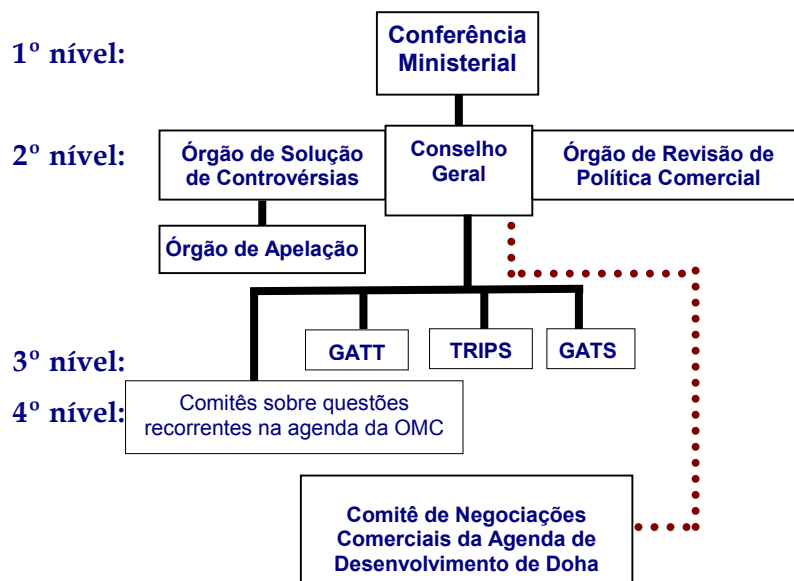 1º nível:
Conferência
Ministerial
2º nível:
Órgão de Solução
de Controvérsias
Conselho
Geral
Órgão de Revisão de
Política Comercial
Órgão de Apelação
3º nível:
GATT
TRIPS
GATS
4º nível:
Comitês sobre questões
recorrentes na agenda da OMC
Comitê de Negociações
Comerciais da Agenda de
Desenvolvimento de Doha